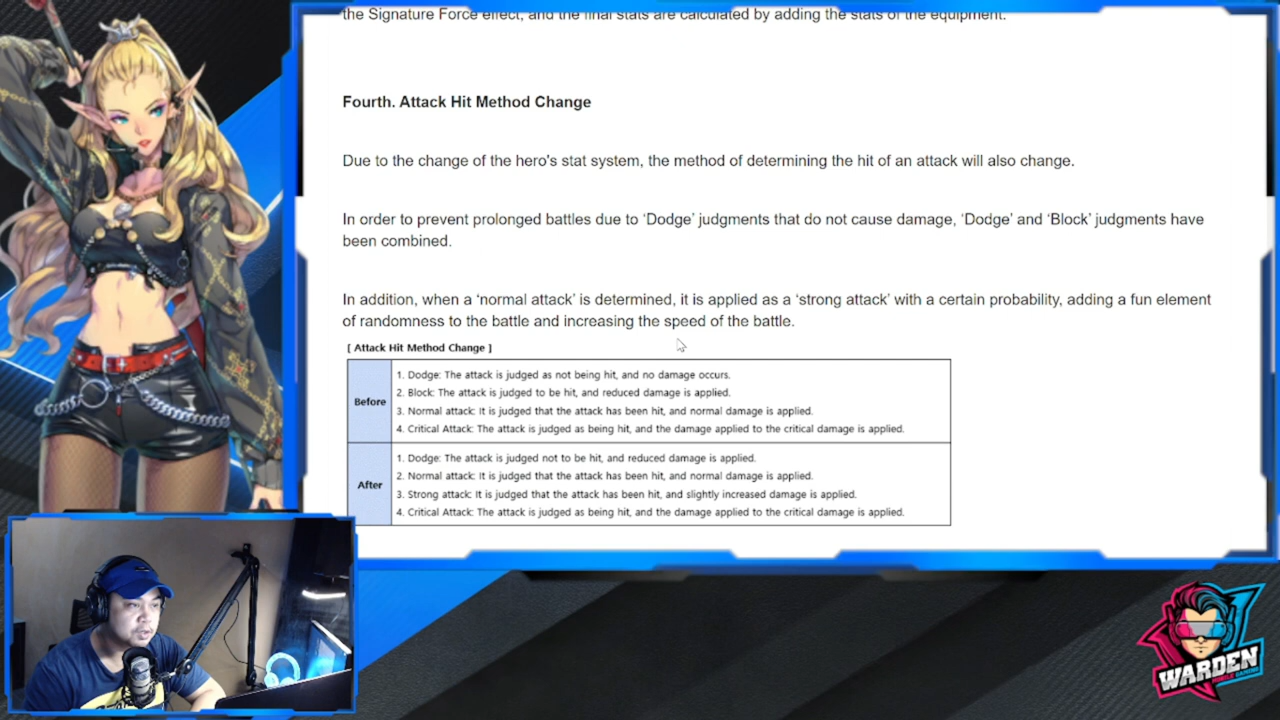 the Signature Force effect, and the final stats are calculated by adding the stats of the equipment.
Fourth. Attack Hit Method Change
Due to the change of the hero's stat system, the method of determining the hit of an attack will also change.
In order to prevent prolonged battles due to 'Dodge' judgments that do not cause damage, 'Dodge' and 'Block' judgments have
been combined.
In addition, when a 'normal attack' is determined, it is applied as a 'strong attack' with a certain probability, adding a fun element
of randomness to the battle and increasing the speed of the battle.
[ Attack Hit Method Change ]
Before
1. Dodge: The attack is judged as not being hit, and no damage occurs.
2. Block: The attack is judged to be hit, and reduced damage is applied.
3. Normal attack: It is judged that the attack has been hit, and normal damage is applied.
4. Critical Attack: The attack is judged as being hit, and the damage applied to the critical damage is applied.
After
1. Dodge: The attack is judged not to be hit, and reduced damage is applied.
2. Normal attack: It is judged that the attack has been hit, and normal damage is applied.
3. Strong attack: It is judged that the attack has been hit, and slightly increased damage is applied.
4. Critical Attack: The attack is judged as being hit, and the damage applied to the critical damage is applied.
WARDEN
MOBILE GAMING